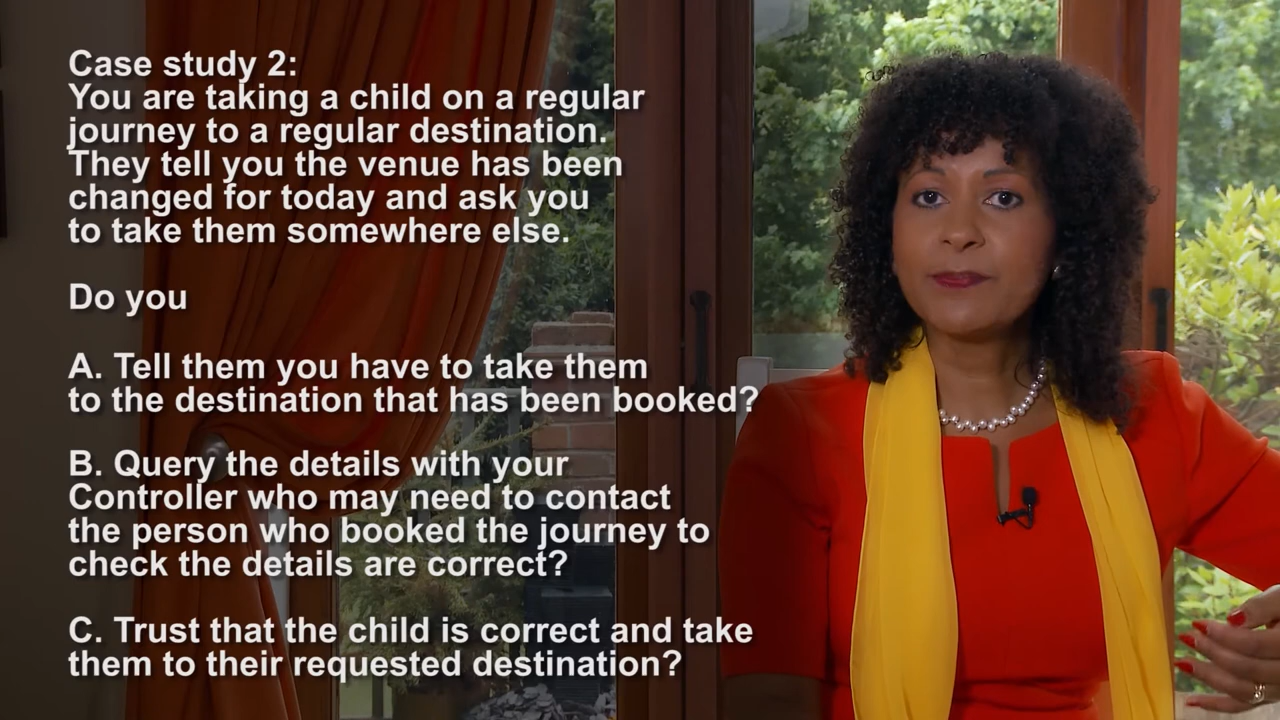 Case study 2:
You are taking a child on a regular
journey to a regular destination.
They tell you the venue has been
changed for today and ask you
to take them somewhere else.
Do you
A. Tell them you have to take them
to the destination that has been booked?
B. Query the details with your
Controller who may need to contact
the person who booked the journey to
check the details are correct?
C. Trust that the child is correct and take
them to their requested destination?